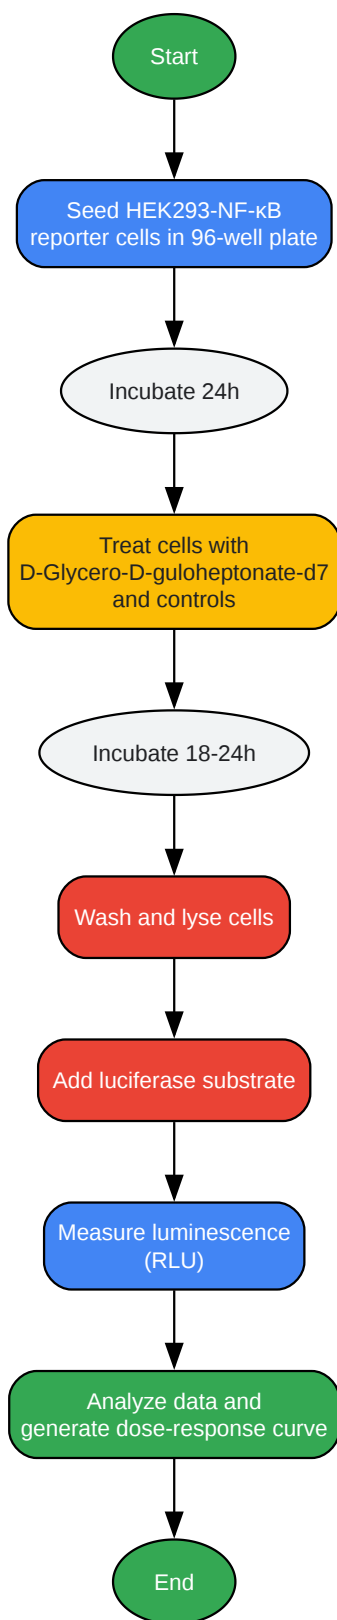 Start
Seed HEK293-NF-κB
reporter cells in 96-well plate
Incubate 24h
Treat cells with
D-Glycero-D-guloheptonate-d7
and controls
Incubate 18-24h
Wash and lyse cells
Add luciferase substrate
Measure luminescence
(RLU)
Analyze data and
generate dose-response curve
End